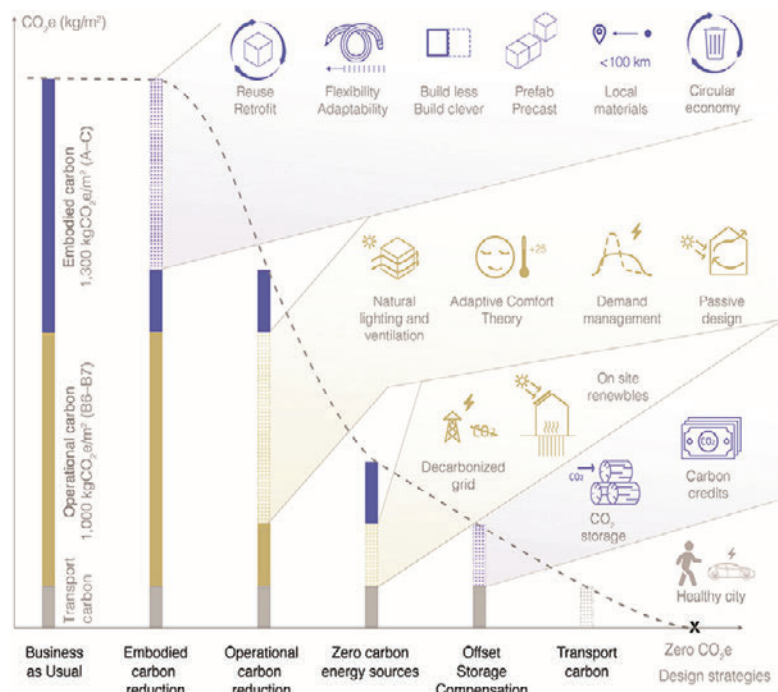 CO₂e (kg/m²)
Reuse
Retrofit
Flexibility
Adaptability
Build less
Build clever
Prefab
Precast
<100 km
Local
materials
Circular
economy
Embodied carbon
1,300 kgCO₂e/m² (A–C)
+26
Natural
lighting and
ventilation
Adaptive Comfort
Theory
Demand
management
Passive
design
Operational carbon
1,000 kgCO₂e/m² (B6–B7)
On site
renewbles
CO₂
Decarbonized
grid
CO₂
CO₂
storage
CO₂
Carbon
credits
Transport
carbon
Healthy city
X
Business
as Usual
Embodied
carbon
reduction
Operational
carbon
reduction
Zero carbon
energy sources
Offset
Storage
Compensation
Transport
carbon
Zero CO₂e
Design strategies